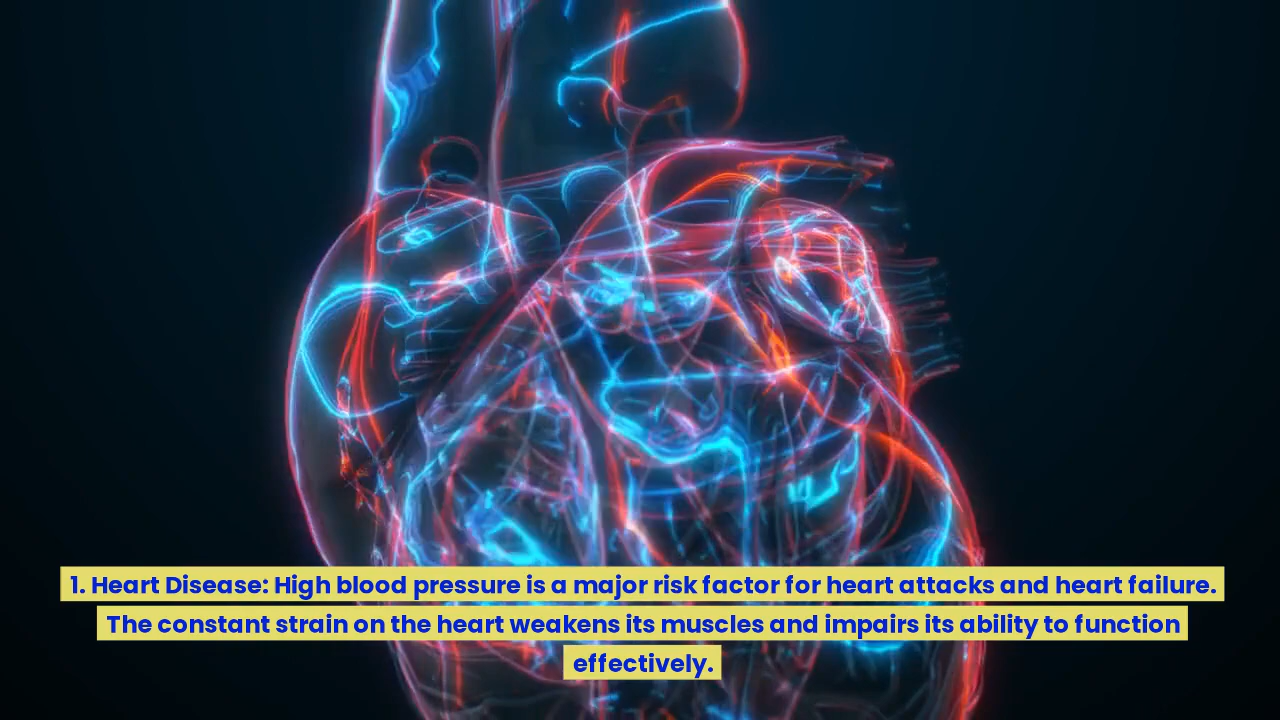 1. Heart Disease: High blood pressure is a major risk factor for heart attacks and heart failure.
The constant strain on the heart weakens its muscles and impairs its ability to function
effectively.